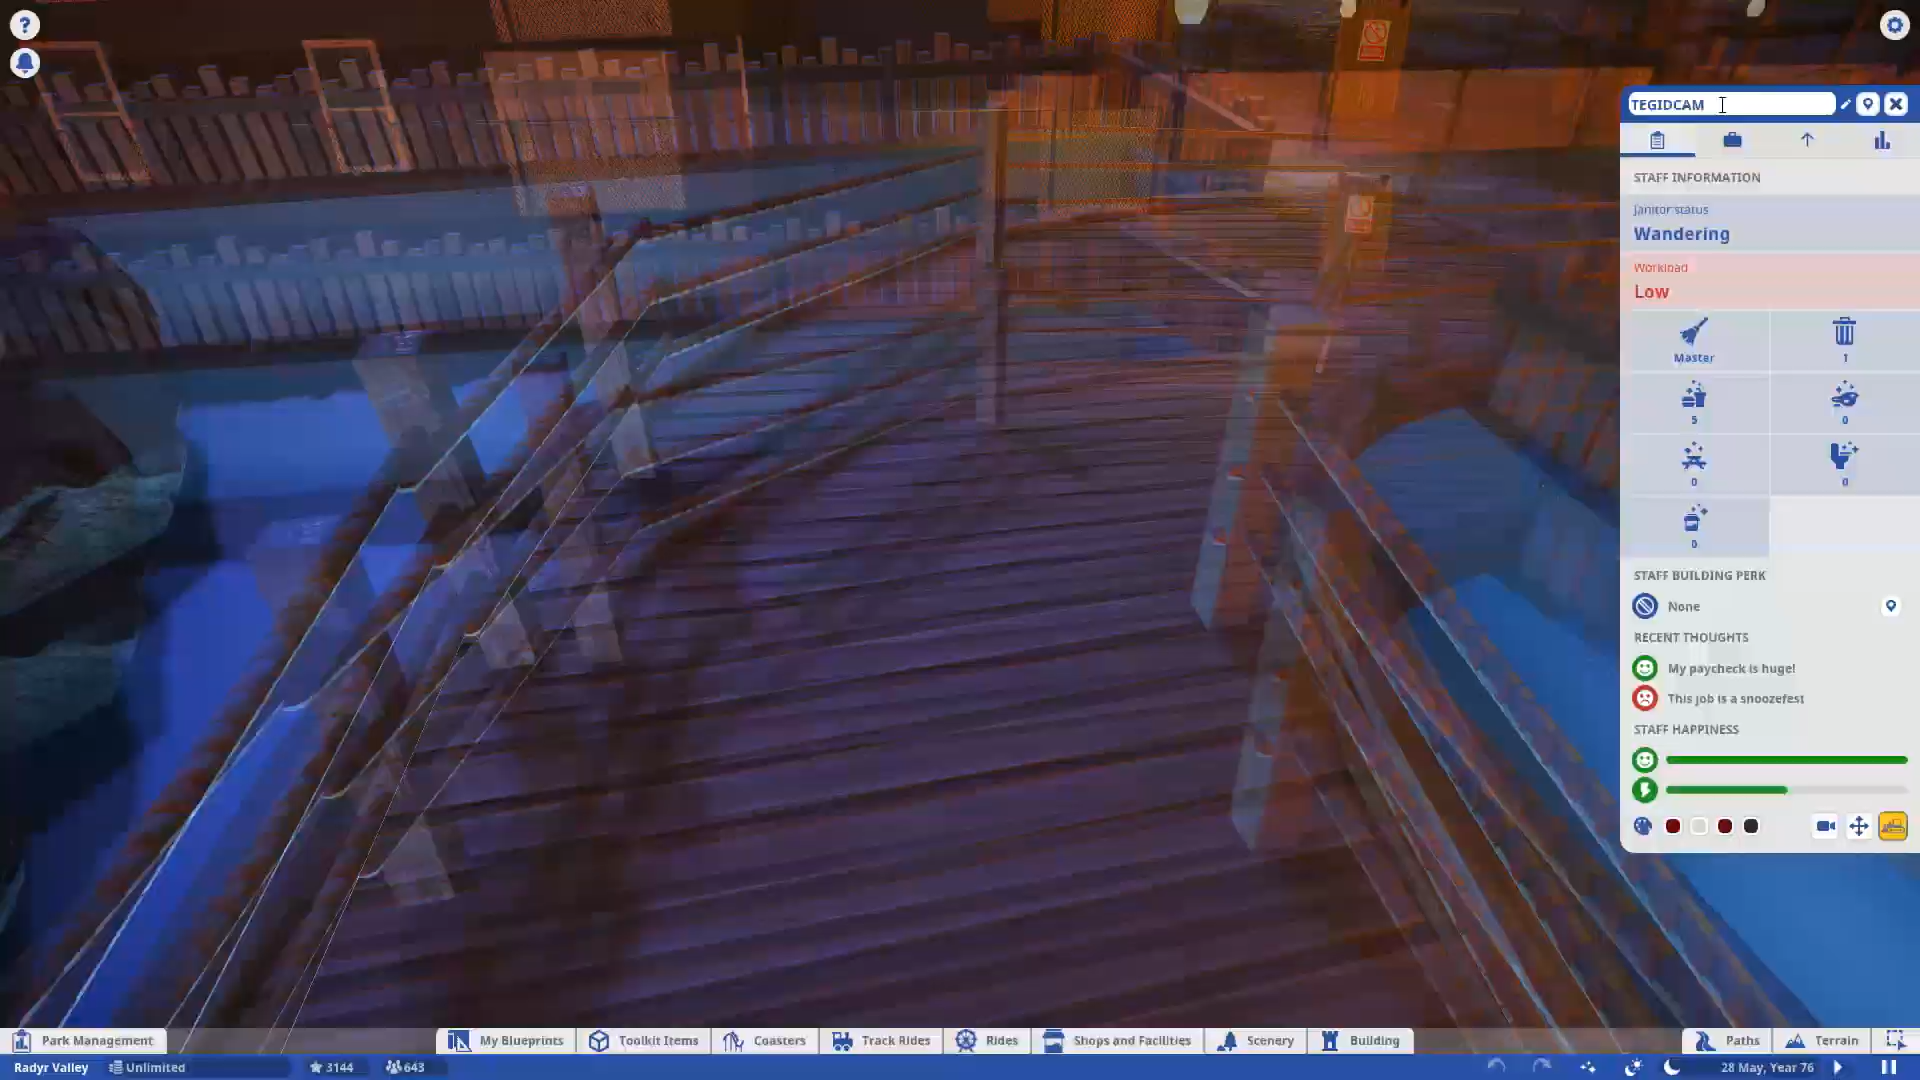 ?
TEGIDCAM
STAFF INFORMATION
Janitor status
Wandering
Workload
Low
Master
1
5
0
0
0
0
STAFF BUILDING PERK
None
RECENT THOUGHTS
My paycheck is huge!
This job is a snoozefest
STAFF HAPPINESS
Park Management
My Blueprints
Toolkit Items
Coasters
Track Rides
Rides
Shops and Facilities
Scenery
Building
Paths
Terrain
Radyr Valley
Unlimited
3144
643
28 May, Year 76